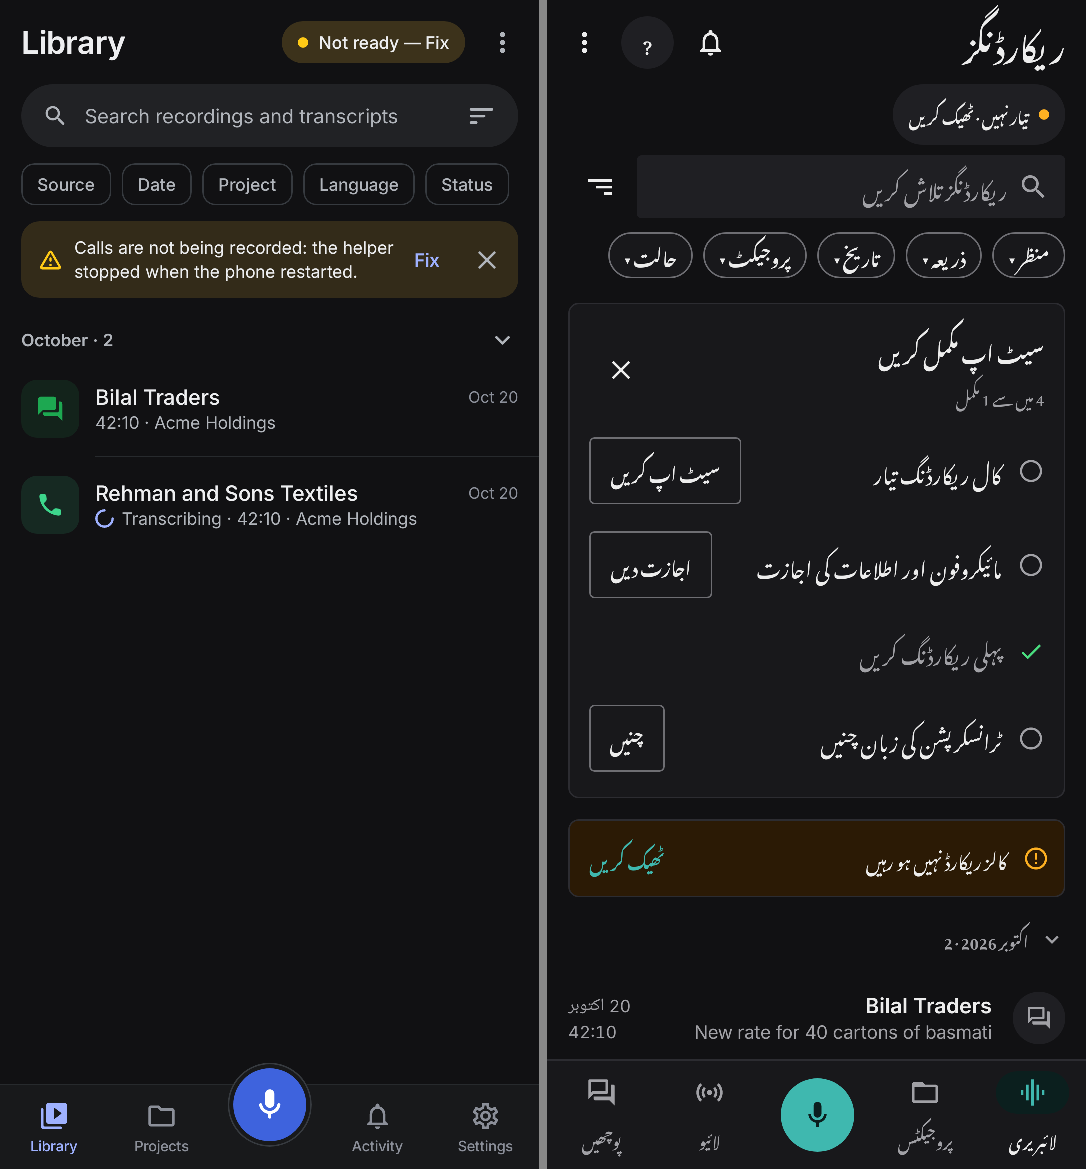 Library
Not ready — Fix
Search recordings and transcripts
Source
Date
Project
Language
Status
Calls are not being recorded: the helper
stopped when the phone restarted.
Fix
October · 2
Bilal Traders
Oct 20
42:10 · Acme Holdings
Rehman and Sons Textiles
Oct 20
Transcribing · 42:10 · Acme Holdings
Library
Projects
Activity
Settings
ریکارڈنگز
?
تیار نہیں · ٹھیک کریں
ریکارڈنگز تلاش کریں
منظر
ذریعہ
تاریخ
پروجیکٹ
حالت
سیٹ اپ مکمل کریں
4 میں سے 1 مکمل
کال ریکارڈنگ تیار
سیٹ اپ کریں
مائیکروفون اور اطلاعات کی اجازت
اجازت دیں
پہلی ریکارڈنگ کریں
ٹرانسکرپشن کی زبان چنیں
چنیں
کالز ریکارڈ نہیں ہو رہیں
ٹھیک کریں
اکتوبر 2026 · 2
Bilal Traders
20 اکتوبر
New rate for 40 cartons of basmati
42:10
لائبریری
پروجیکٹس
لائیو
پوچھیں